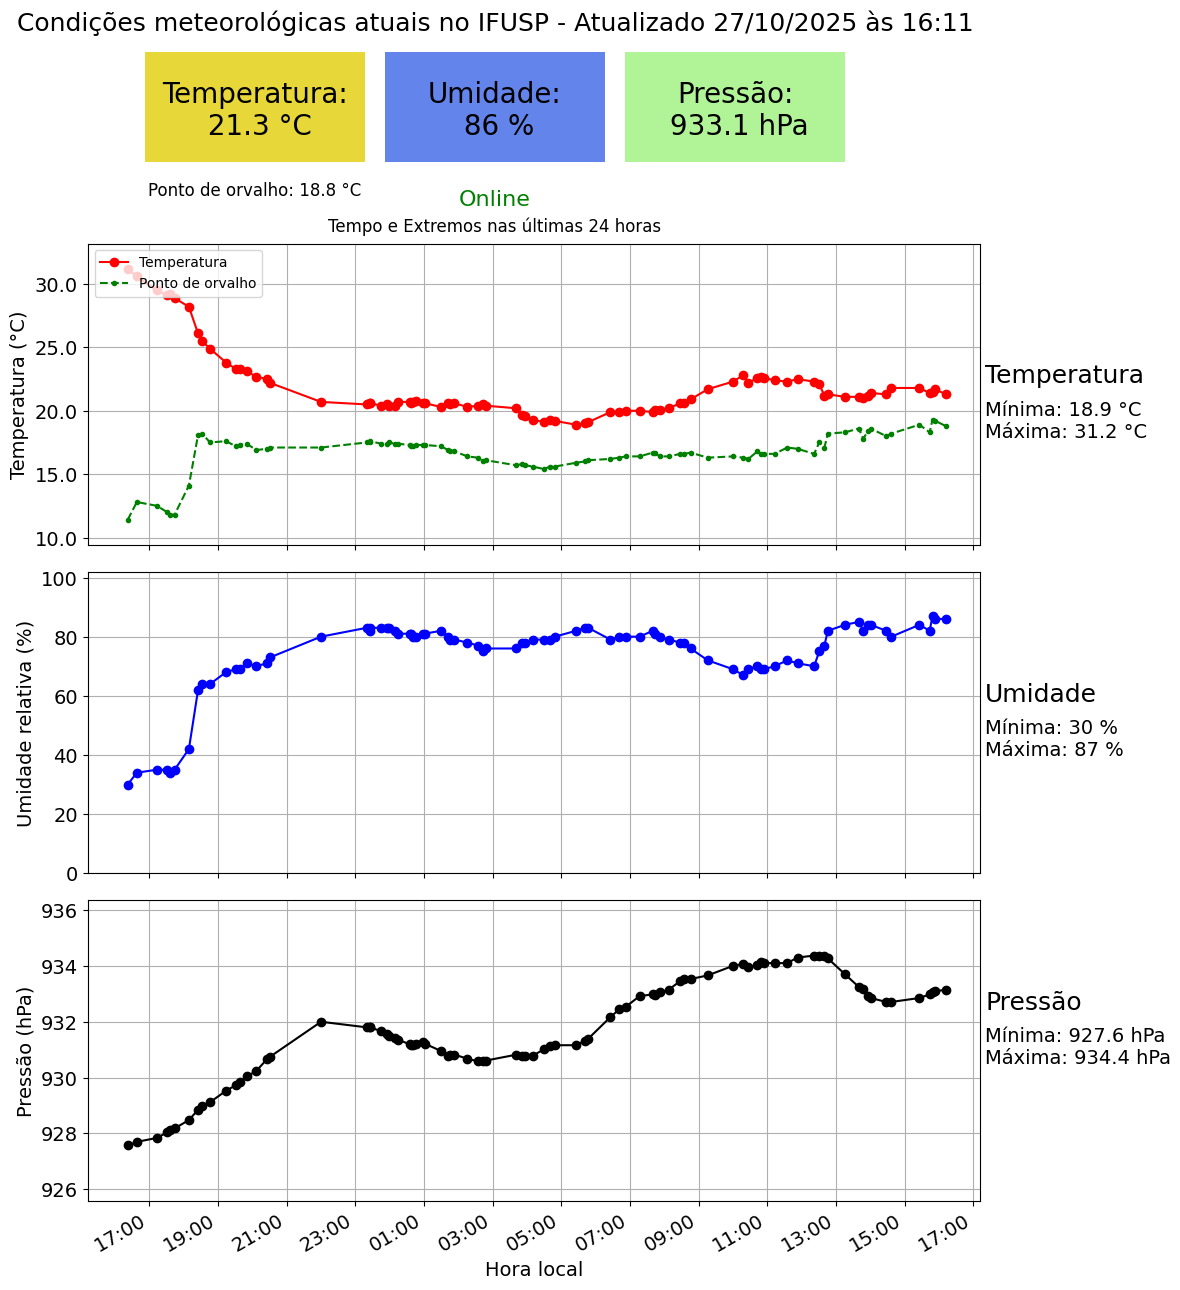 Condições meteorológicas atuais no IFUSP - Atualizado 27/10/2025 às 16:11
Temperatura:
21.3 °C
Umidade:
86 %
Pressão:
933.1 hPa
Ponto de orvalho: 18.8 °C
Online
Tempo e Extremos nas últimas 24 horas
Temperatura
Ponto de orvalho
Temperatura (°C)
30.0
25.0
20.0
15.0
10.0
Temperatura
Mínima: 18.9 °C
Máxima: 31.2 °C
Umidade relativa (%)
100
80
60
40
20
0
Umidade
Mínima: 30 %
Máxima: 87 %
Pressão (hPa)
936
934
932
930
928
926
Pressão
Mínima: 927.6 hPa
Máxima: 934.4 hPa
17:00 19:00 21:00 23:00 01:00 03:00 05:00 07:00 09:00 11:00 13:00 15:00 17:00
Hora local